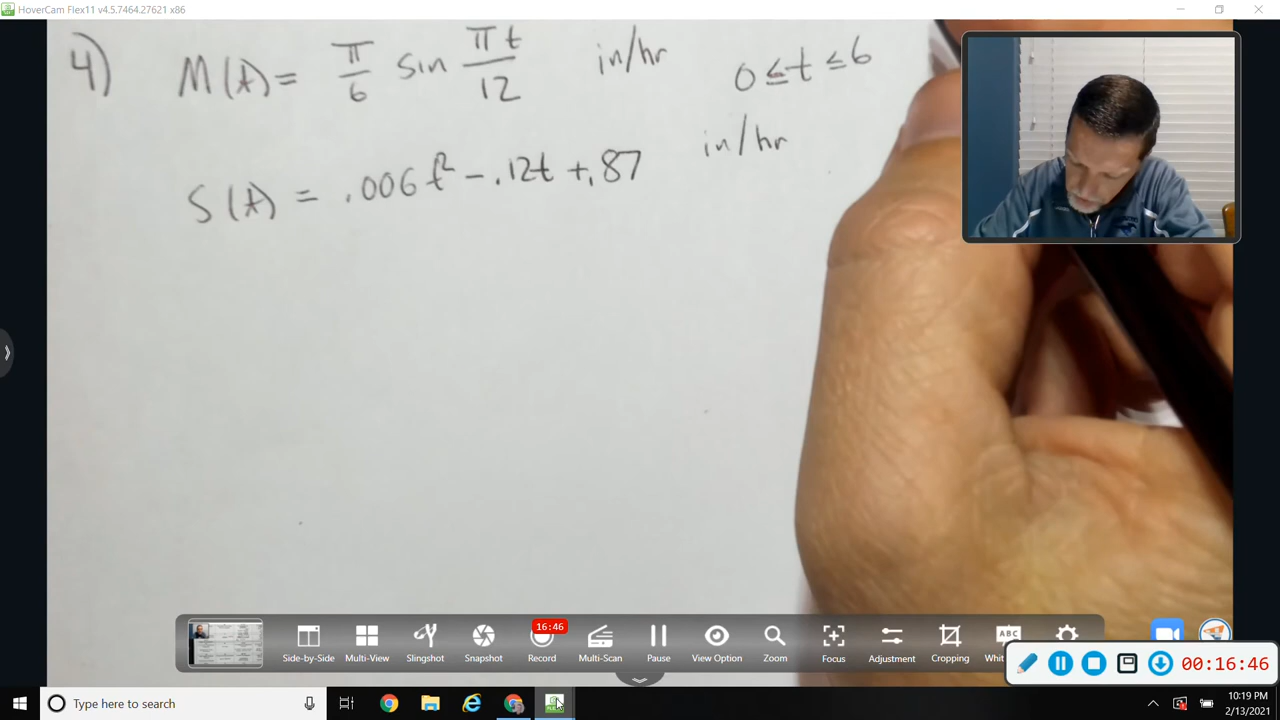 HoverCam Flex11 v4.5.7464.27621 x86
4) M(t) = π/6 sin πt/12 in/hr 0 ≤ t ≤ 6
S(t) = .006t² - .12t + .87 in/hr
Side-by-Side
Multi-View
Slingshot
Snapshot
16:46
Record
Multi-Scan
Pause
View Option
Zoom
Focus
Adjustment
Cropping
ABC
Whit
00:16:46
Type here to search
10:19 PM
2/13/2021